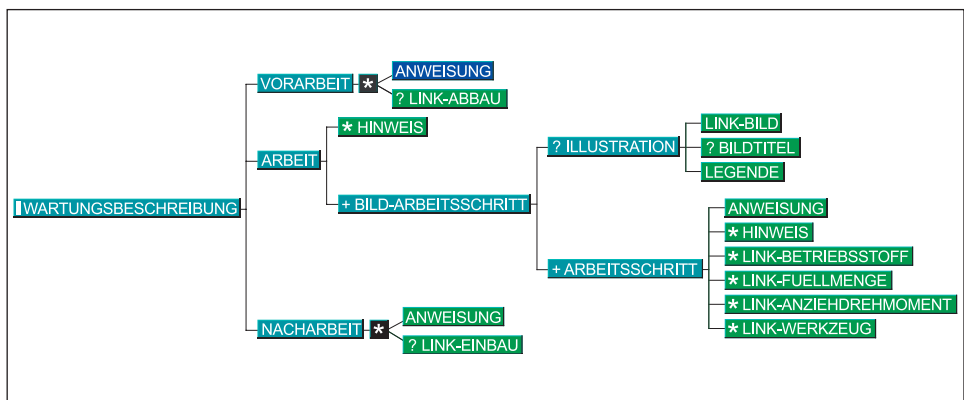 WARTUNGSBESCHREIBUNG
VORARBEIT
*
ANWEISUNG
? LINK-ABBAU
ARBEIT
* HINWEIS
+ BILD-ARBEITSSCHRITT
? ILLUSTRATION
LINK-BILD
? BILDTITEL
LEGENDE
+ ARBEITSSCHRITT
ANWEISUNG
* HINWEIS
* LINK-BETRIEBSSTOFF
* LINK-FUELLMENGE
* LINK-ANZIEHDREHMOMENT
* LINK-WERKZEUG
NACHARBEIT
*
ANWEISUNG
? LINK-EINBAU